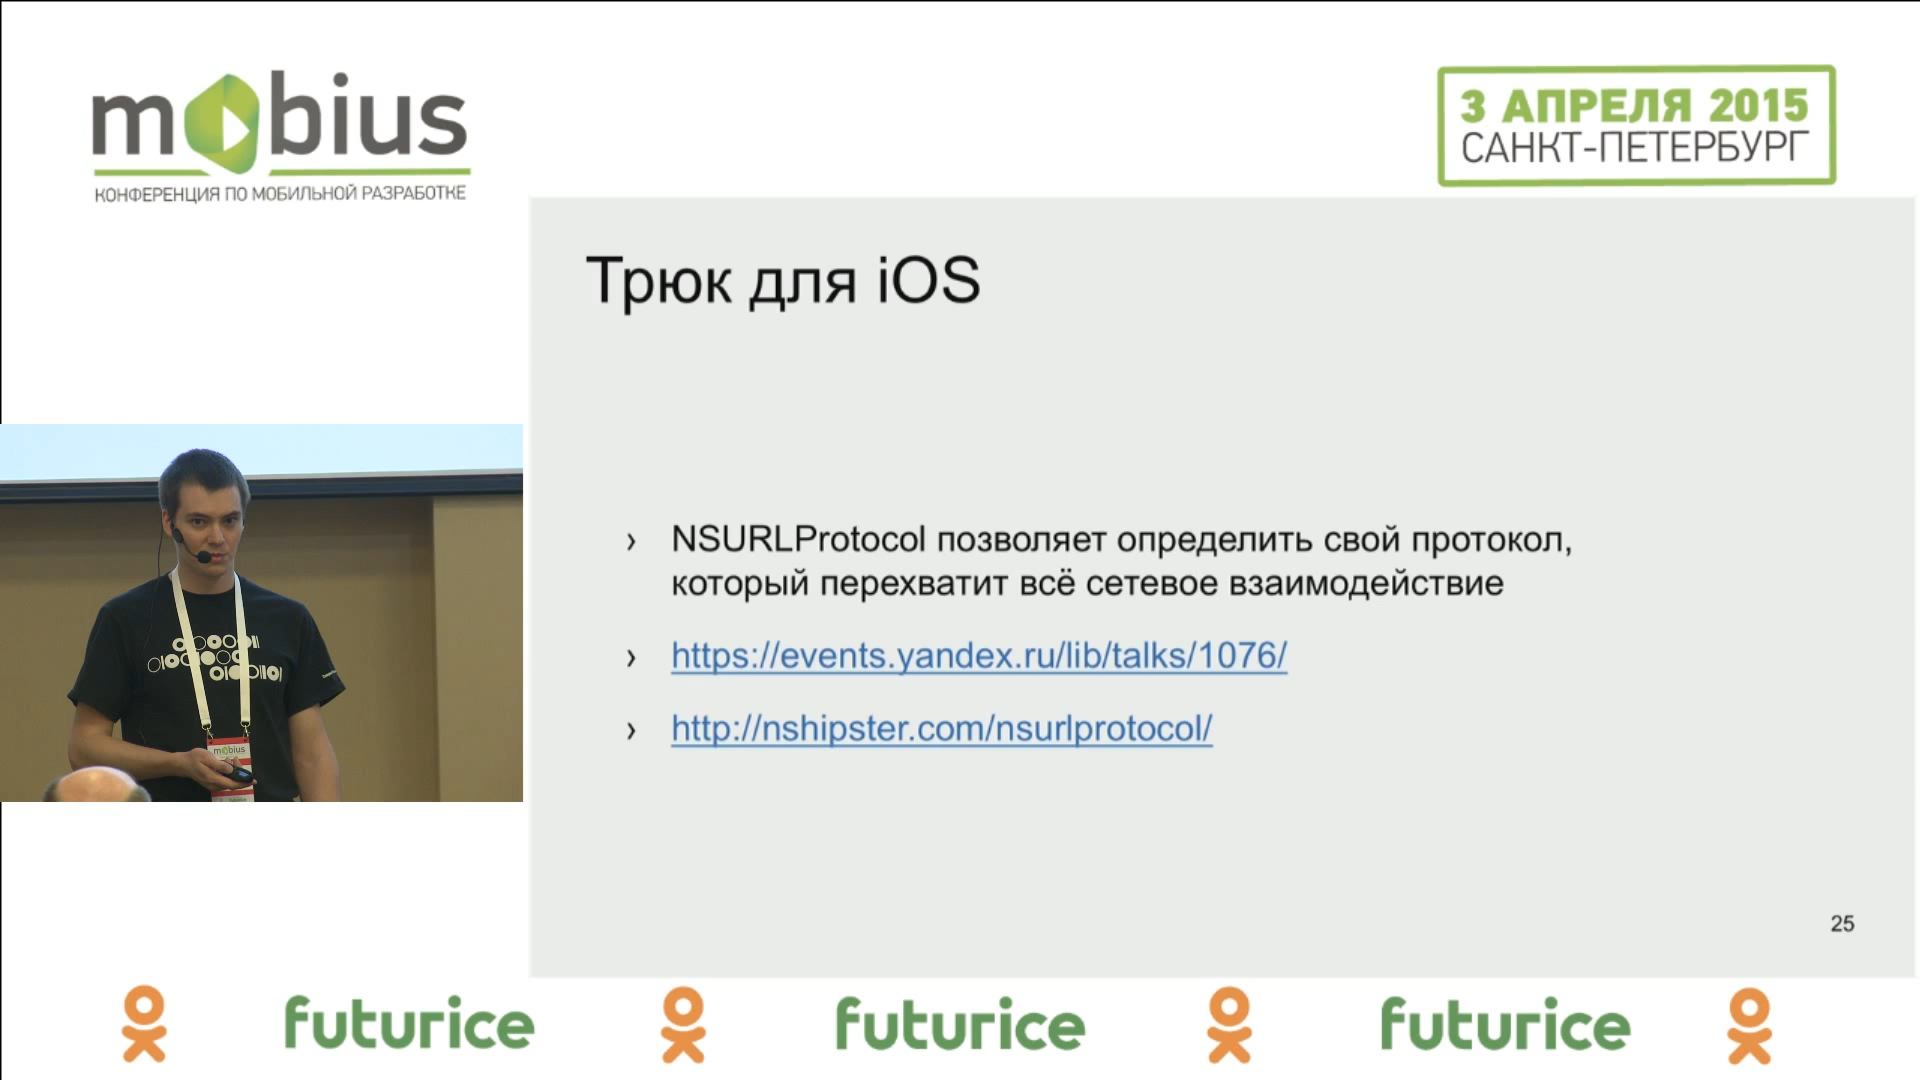 mobius
КОНФЕРЕНЦИЯ ПО МОБИЛЬНОЙ РАЗРАБОТКЕ
3 АПРЕЛЯ 2015
САНКТ-ПЕТЕРБУРГ
Трюк для iOS
› NSURLProtocol позволяет определить свой протокол,
который перехватит всё сетевое взаимодействие
› https://events.yandex.ru/lib/talks/1076/
› http://nshipster.com/nsurlprotocol/
25
mobius
futurice futurice futurice